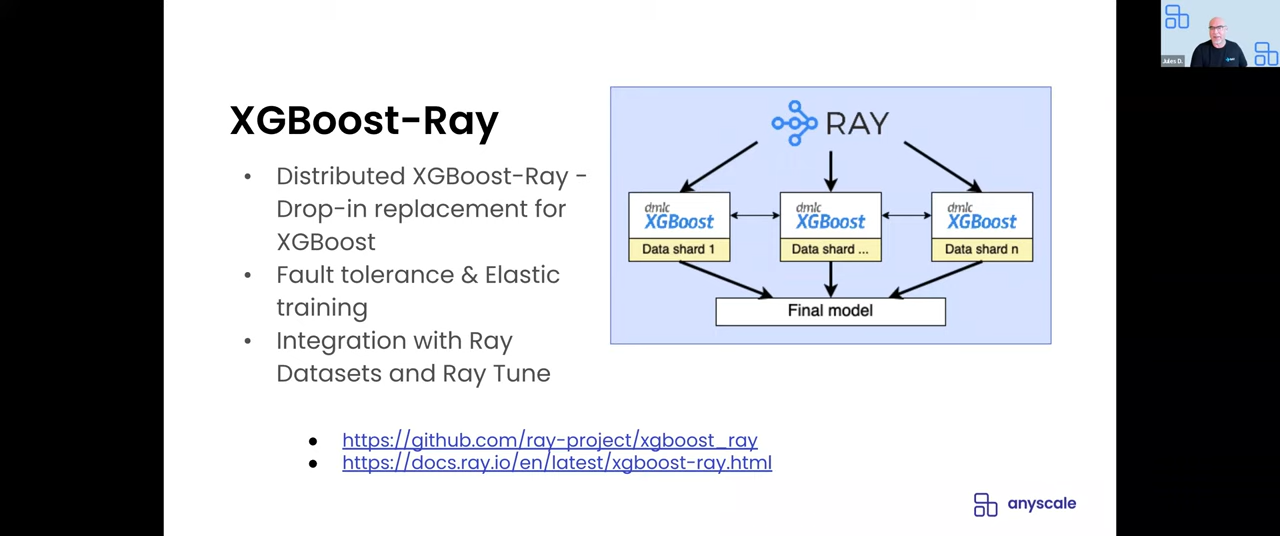 XGBoost-Ray
• Distributed XGBoost-Ray -
Drop-in replacement for
XGBoost
• Fault tolerance & Elastic
training
• Integration with Ray
Datasets and Ray Tune
RAY
dmlc dmlc dmlc
XGBoost XGBoost XGBoost
Data shard 1 Data shard ... Data shard n
Final model
● https://github.com/ray-project/xgboost_ray
● https://docs.ray.io/en/latest/xgboost-ray.html
anyscale
Jules D.